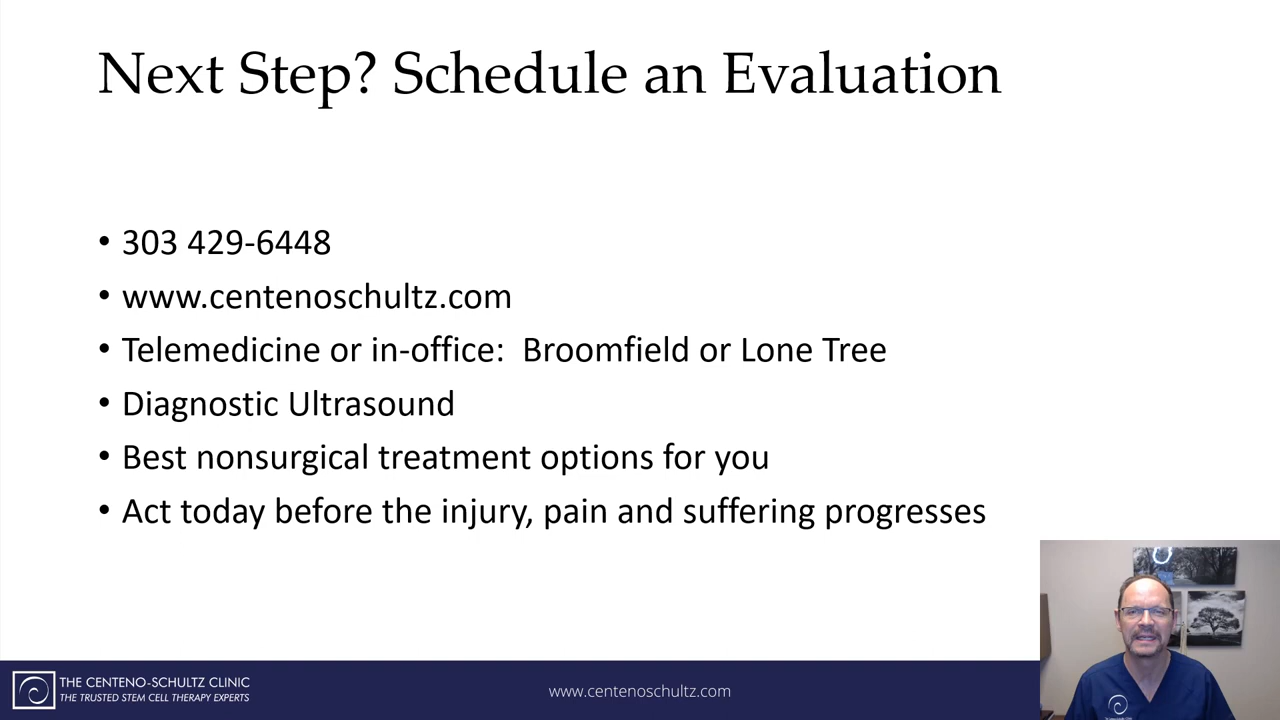 Next Step? Schedule an Evaluation
• 303 429-6448
• www.centenoschultz.com
• Telemedicine or in-office:  Broomfield or Lone Tree
• Diagnostic Ultrasound
• Best nonsurgical treatment options for you
• Act today before the injury, pain and suffering progresses
THE CENTENO-SCHULTZ CLINIC
THE TRUSTED STEM CELL THERAPY EXPERTS
www.centenoschultz.com